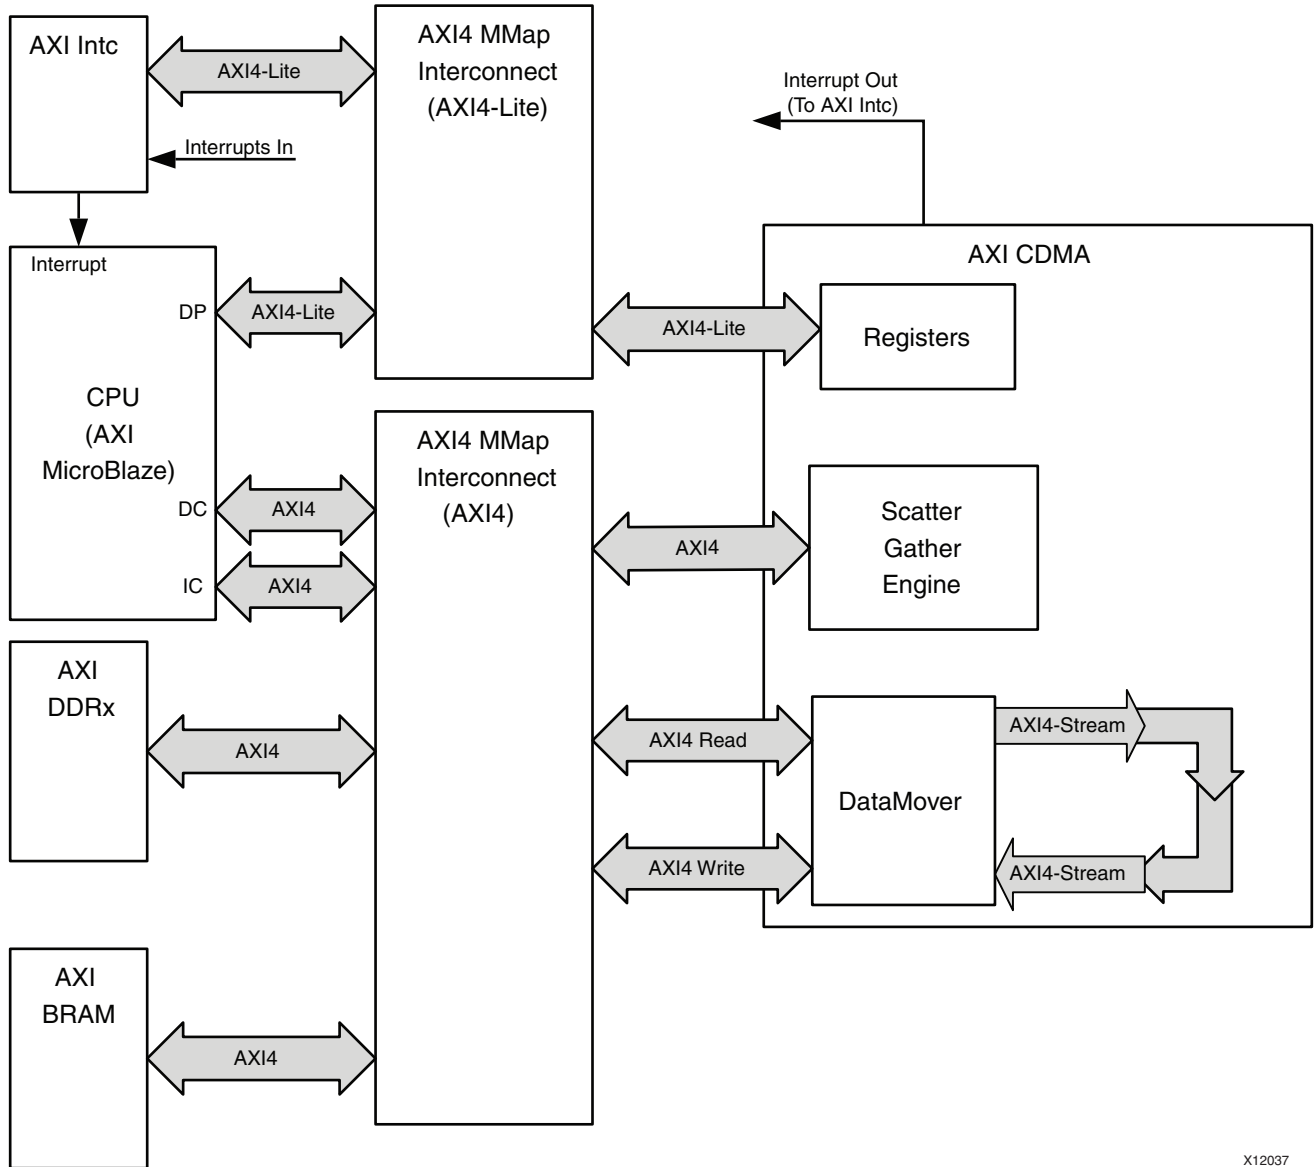 AXI Intc
AXI4-Lite
Interrupts In
AXI4 MMap
Interconnect
(AXI4-Lite)
Interrupt Out
(To AXI Intc)
Interrupt
DP
CPU
(AXI
MicroBlaze)
DC
IC
AXI4-Lite
AXI4
AXI4
AXI4-Lite
AXI CDMA
Registers
AXI4 MMap
Interconnect
(AXI4)
AXI4
Scatter
Gather
Engine
AXI
DDRx
AXI4
AXI4 Read
AXI4 Write
DataMover
AXI4-Stream
AXI4-Stream
AXI
BRAM
AXI4
X12037